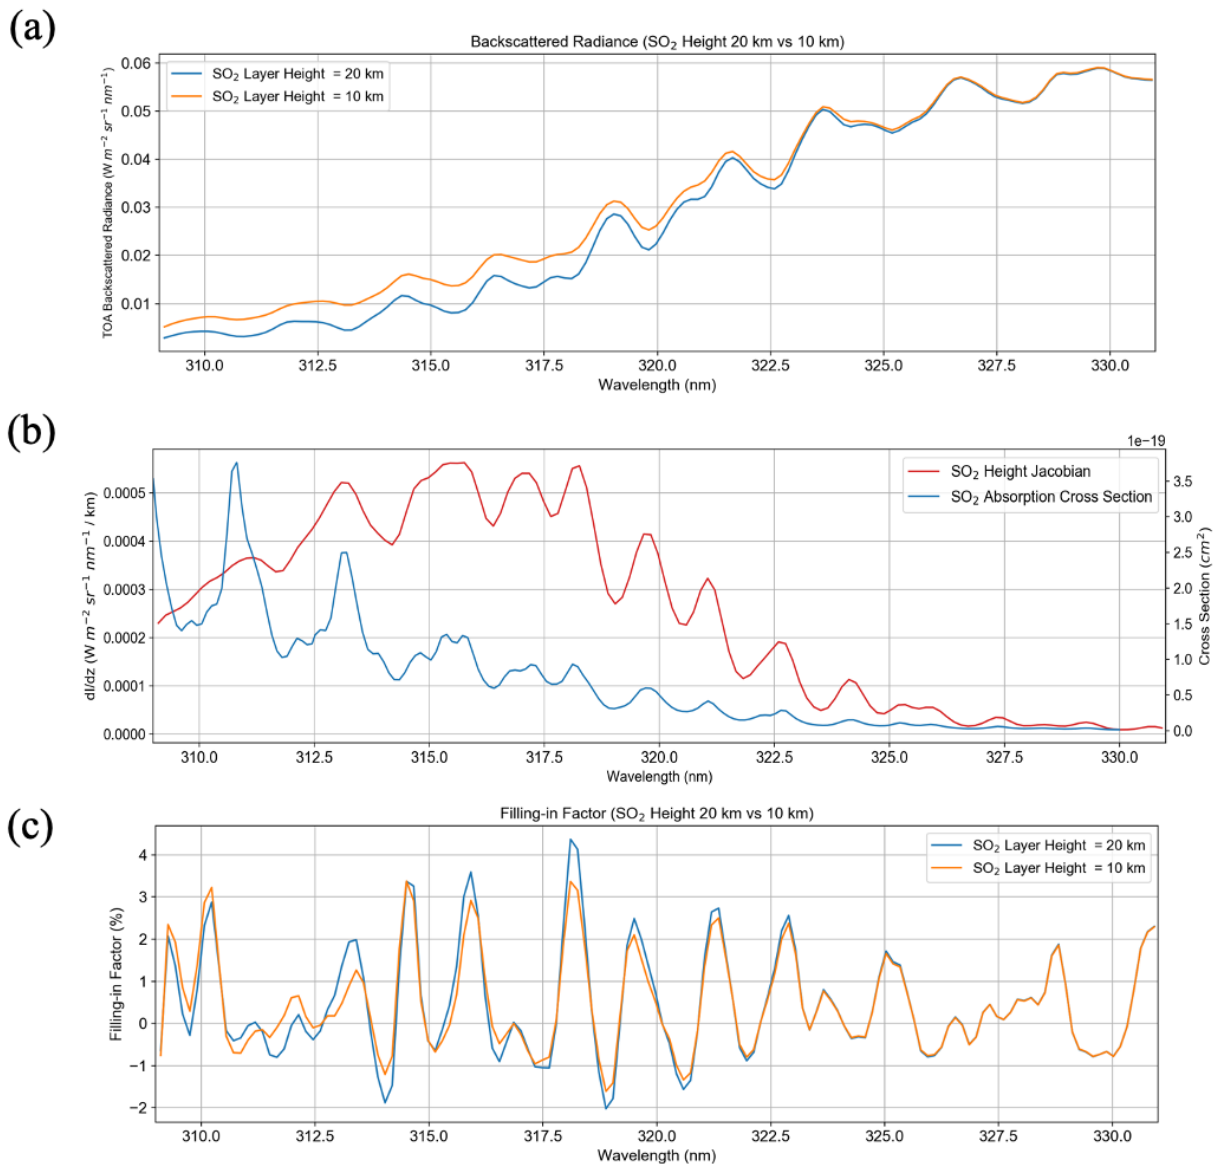 (a)
Backscattered Radiance (SO₂ Height 20 km vs 10 km)
SO₂ Layer Height = 20 km
SO₂ Layer Height = 10 km
TOA Backscattered Radiance (W m⁻² sr⁻¹ nm⁻¹)
0.06
0.05
0.04
0.03
0.02
0.01
310.0 312.5 315.0 317.5 320.0 322.5 325.0 327.5 330.0
Wavelength (nm)
(b)
1e-19
SO₂ Height Jacobian
SO₂ Absorption Cross Section
dI/dz (W m⁻² sr⁻¹ nm⁻¹ / km)
0.0005
0.0004
0.0003
0.0002
0.0001
0.0000
3.5
3.0
2.5
2.0
1.5
1.0
0.5
0.0
Cross Section (cm²)
310.0 312.5 315.0 317.5 320.0 322.5 325.0 327.5 330.0
Wavelength (nm)
(c)
Filling-in Factor (SO₂ Height 20 km vs 10 km)
SO₂ Layer Height = 20 km
SO₂ Layer Height = 10 km
Filling-in Factor (%)
4
3
2
1
0
−1
−2
310.0 312.5 315.0 317.5 320.0 322.5 325.0 327.5 330.0
Wavelength (nm)